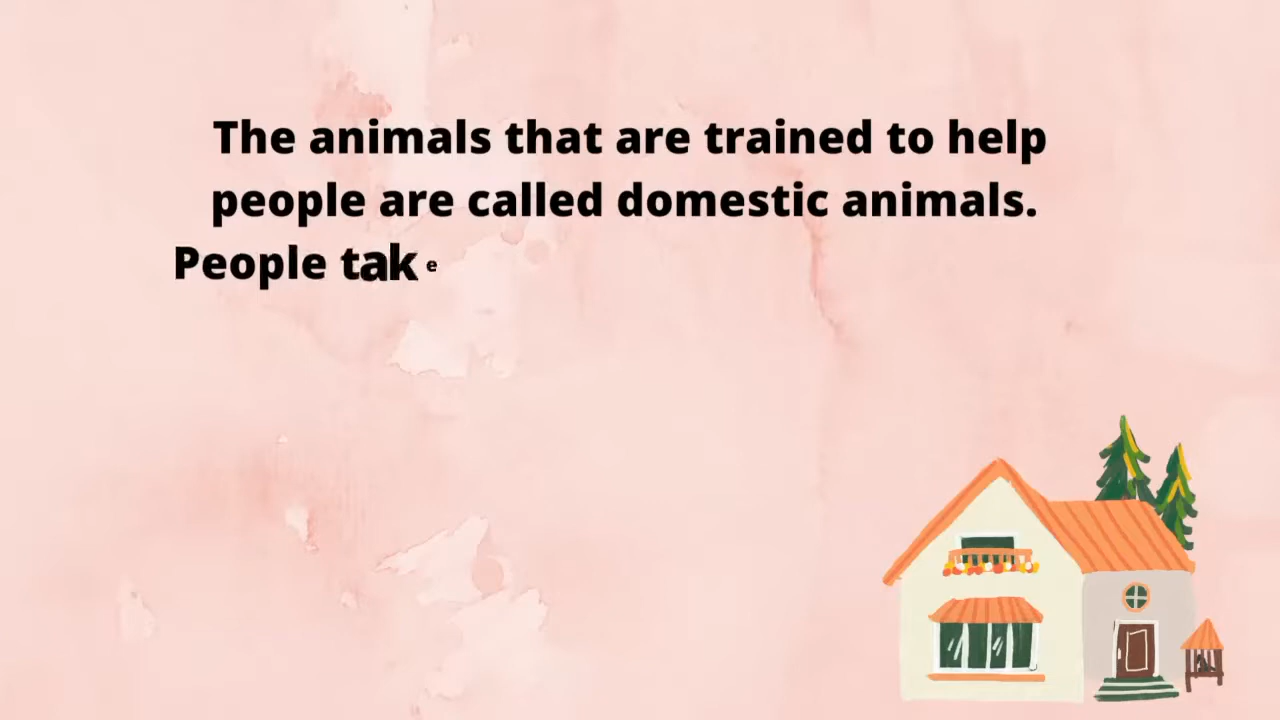 The animals that are trained to help
people are called domestic animals.
People take